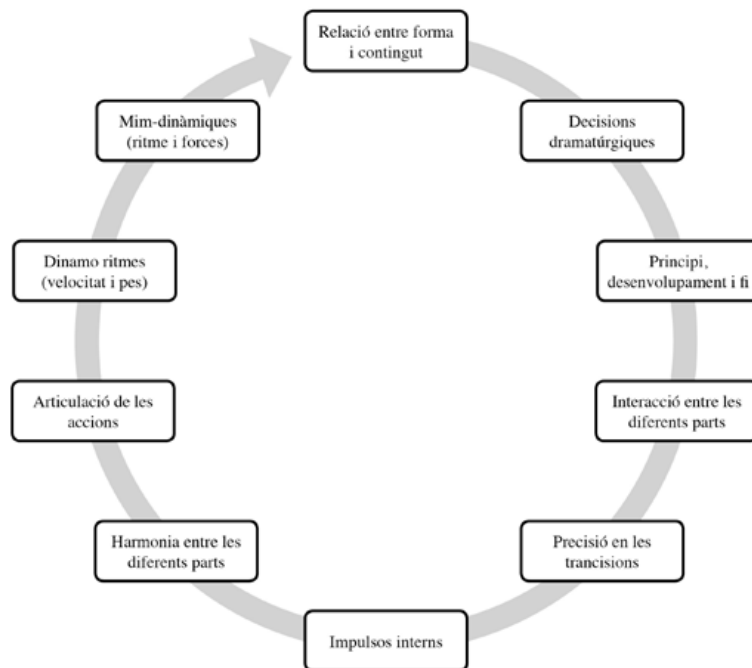 Relació entre forma
i contingut
Decisions
dramatúrgiques
Principi,
desenvolupament i fi
Interacció entre les
diferents parts
Precisió en les
trancisions
Impulsos interns
Harmonia entre les
diferents parts
Articulació de les
accions
Dinamo ritmes
(velocitat i pes)
Mim-dinàmiques
(ritme i forces)